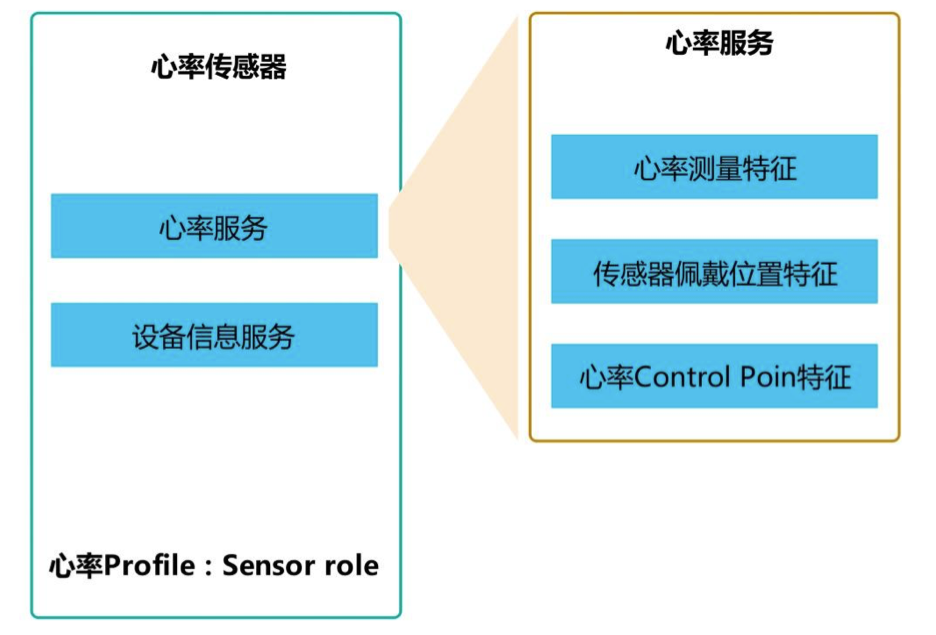 心率传感器
心率服务
设备信息服务
心率Profile：Sensor role
心率服务
心率测量特征
传感器佩戴位置特征
心率Control Poin特征